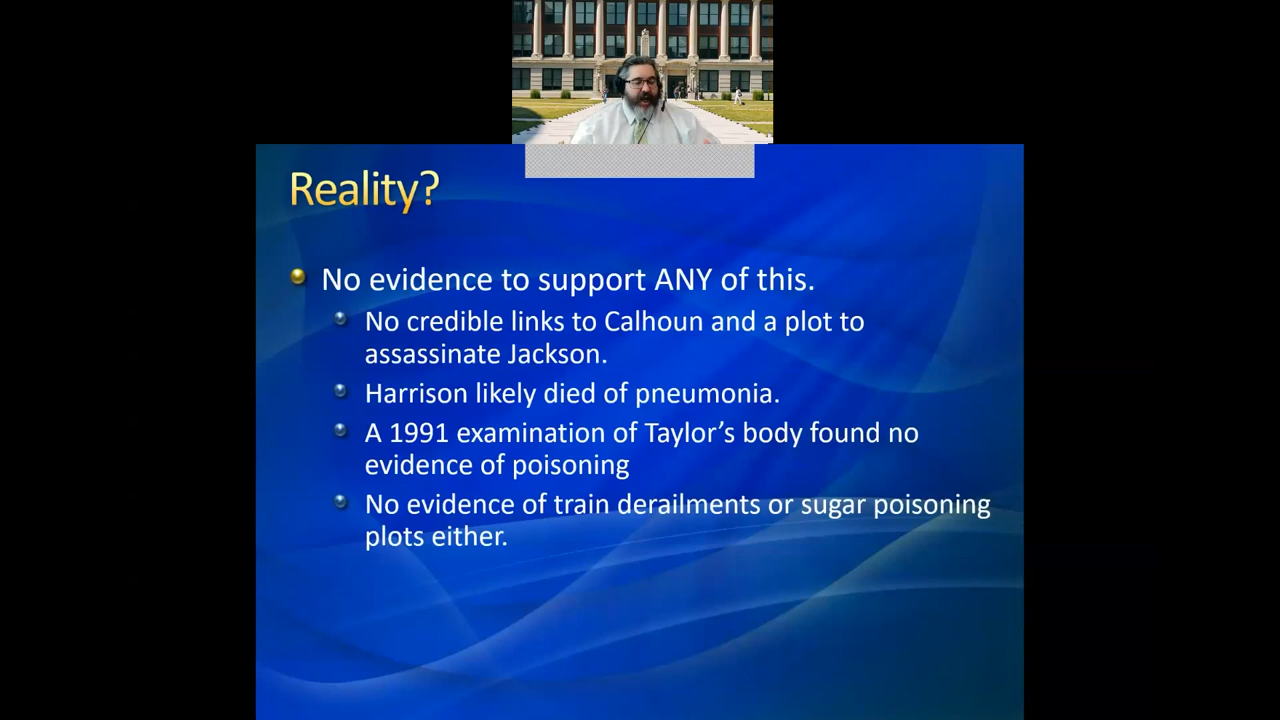 Reality?
No evidence to support ANY of this.
No credible links to Calhoun and a plot to
assassinate Jackson.
Harrison likely died of pneumonia.
A 1991 examination of Taylor’s body found no
evidence of poisoning
No evidence of train derailments or sugar poisoning
plots either.